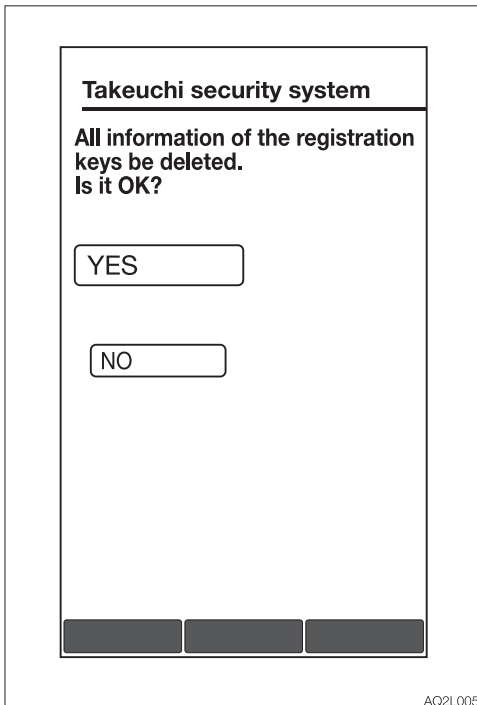 Takeuchi security system
All information of the registration
keys be deleted.
Is it OK?
YES
NO
AQ2L005